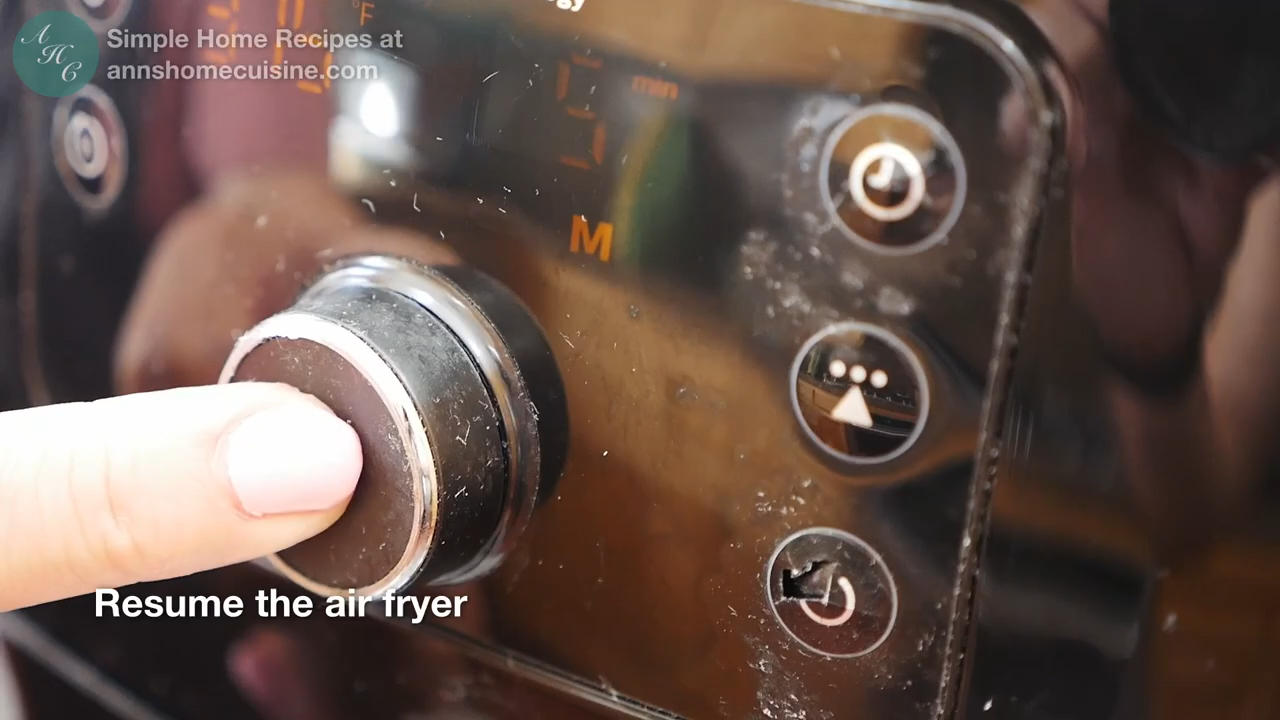 AHC
Simple Home Recipes at
annshomecuisine.com
°F
min
M
Resume the air fryer